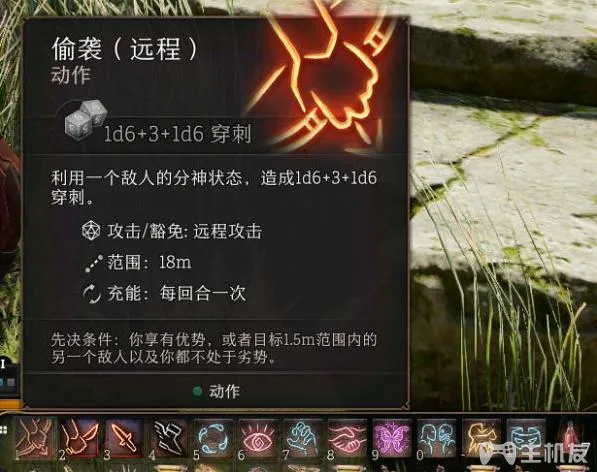 偷袭（远程）
动作
1d6+3+1d6 穿刺
利用一个敌人的分神状态，造成1d6+3+1d6
穿刺。
攻击/豁免: 远程攻击
范围：18m
充能：每回合一次
先决条件：你享有优势，或者目标1.5m范围内的
另一个敌人以及你都不处于劣势。
动作
I
1 2 3 4 5 6 7 8 9 0
主机友